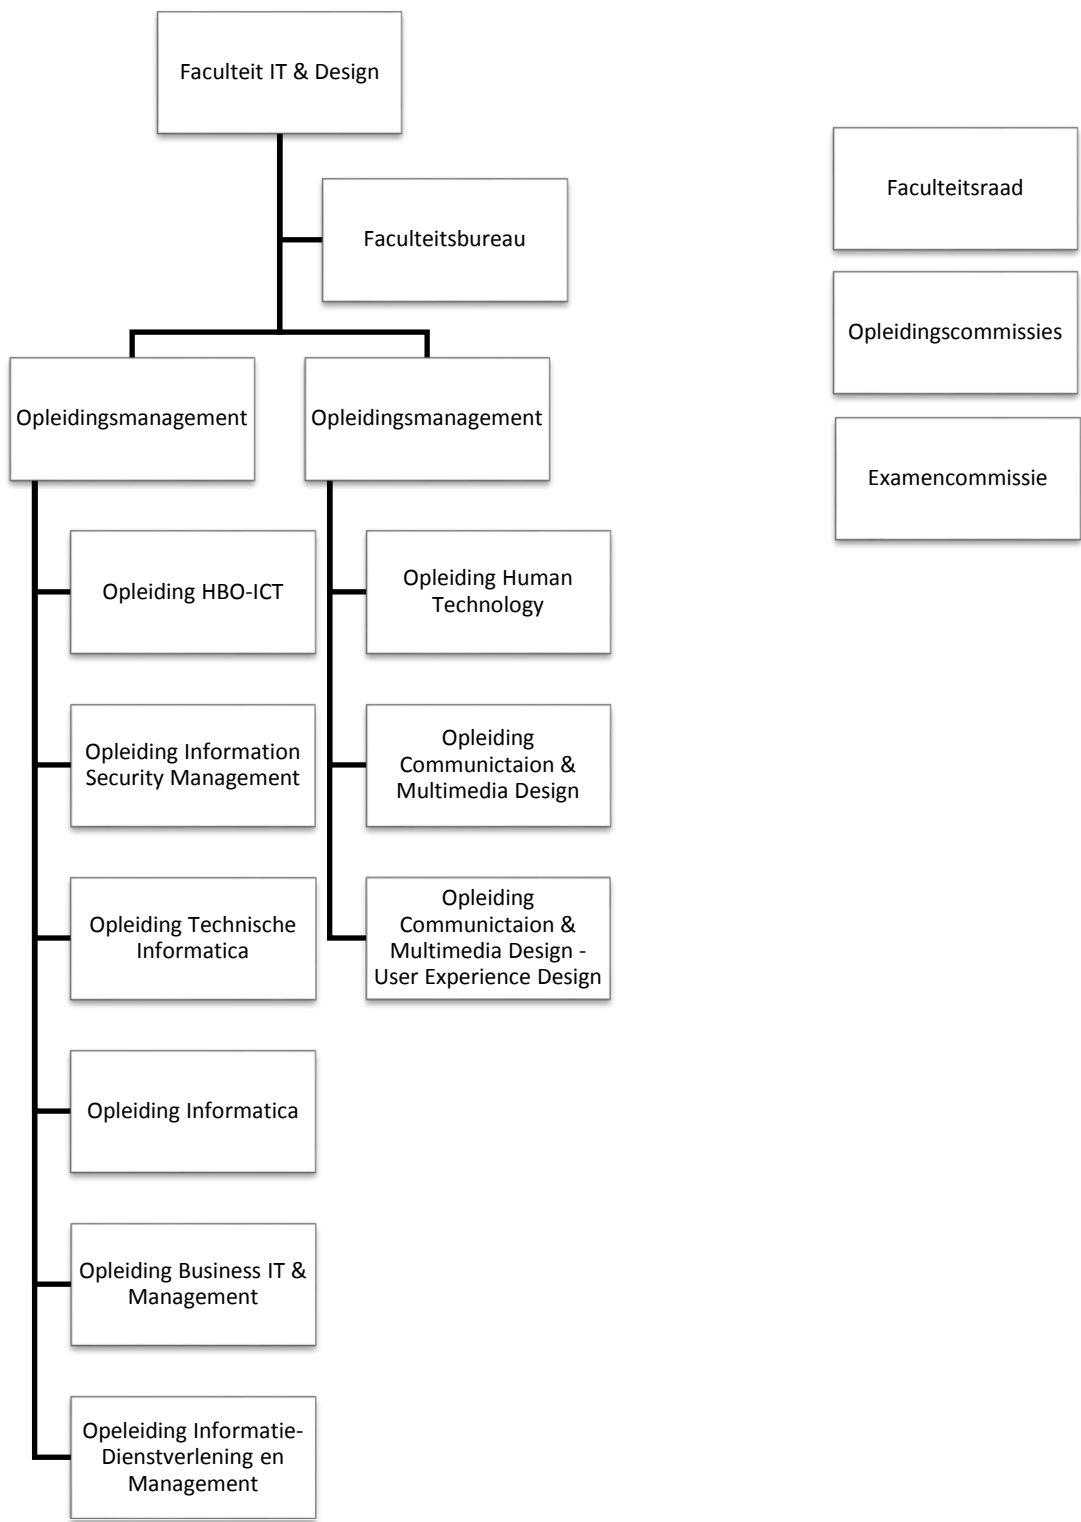 Faculteit IT & Design
Faculteitsbureau
Opleidingsmanagement
Opleidingsmanagement
Opleiding HBO-ICT
Opleiding Information
Security Management
Opleiding Technische
Informatica
Opleiding Informatica
Opleiding Business IT &
Management
Opeleiding Informatie-
Dienstverlening en
Management
Opleiding Human
Technology
Opleiding
Communictaion &
Multimedia Design
Opleiding
Communictaion &
Multimedia Design -
User Experience Design
Faculteitsraad
Opleidingscommissies
Examencommissie